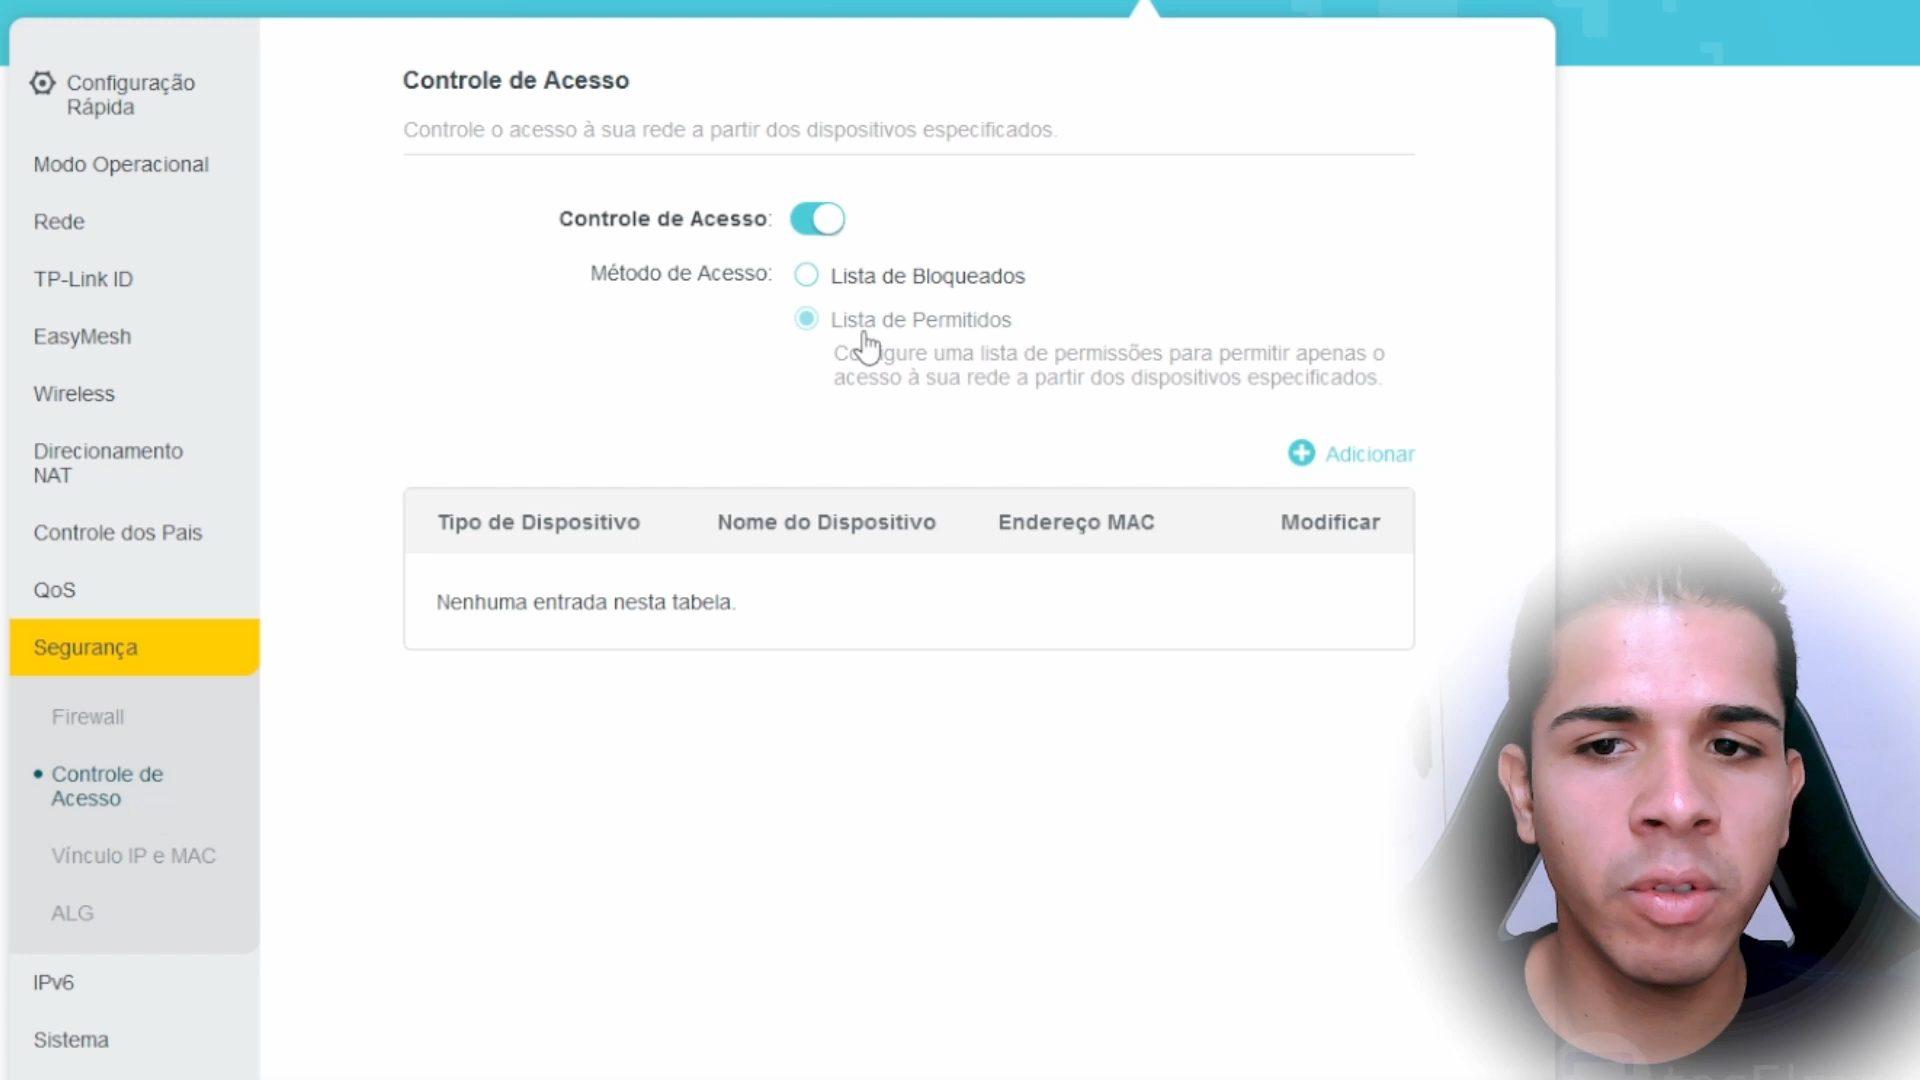 Configuração
Rápida
Modo Operacional
Rede
TP-Link ID
EasyMesh
Wireless
Direcionamento
NAT
Controle dos Pais
QoS
Segurança
Firewall
Controle de
Acesso
Vínculo IP e MAC
ALG
IPv6
Sistema
Controle de Acesso
Controle o acesso à sua rede a partir dos dispositivos especificados.
Controle de Acesso:
Método de Acesso:
Lista de Bloqueados
Lista de Permitidos
uma lista de permissões para permitir apenas o
acesso à sua rede a partir dos dispositivos especificados.
Adicionar
Tipo de Dispositivo
Nome do Dispositivo
Endereço MAC
Modificar
Nenhuma entrada nesta tabela.